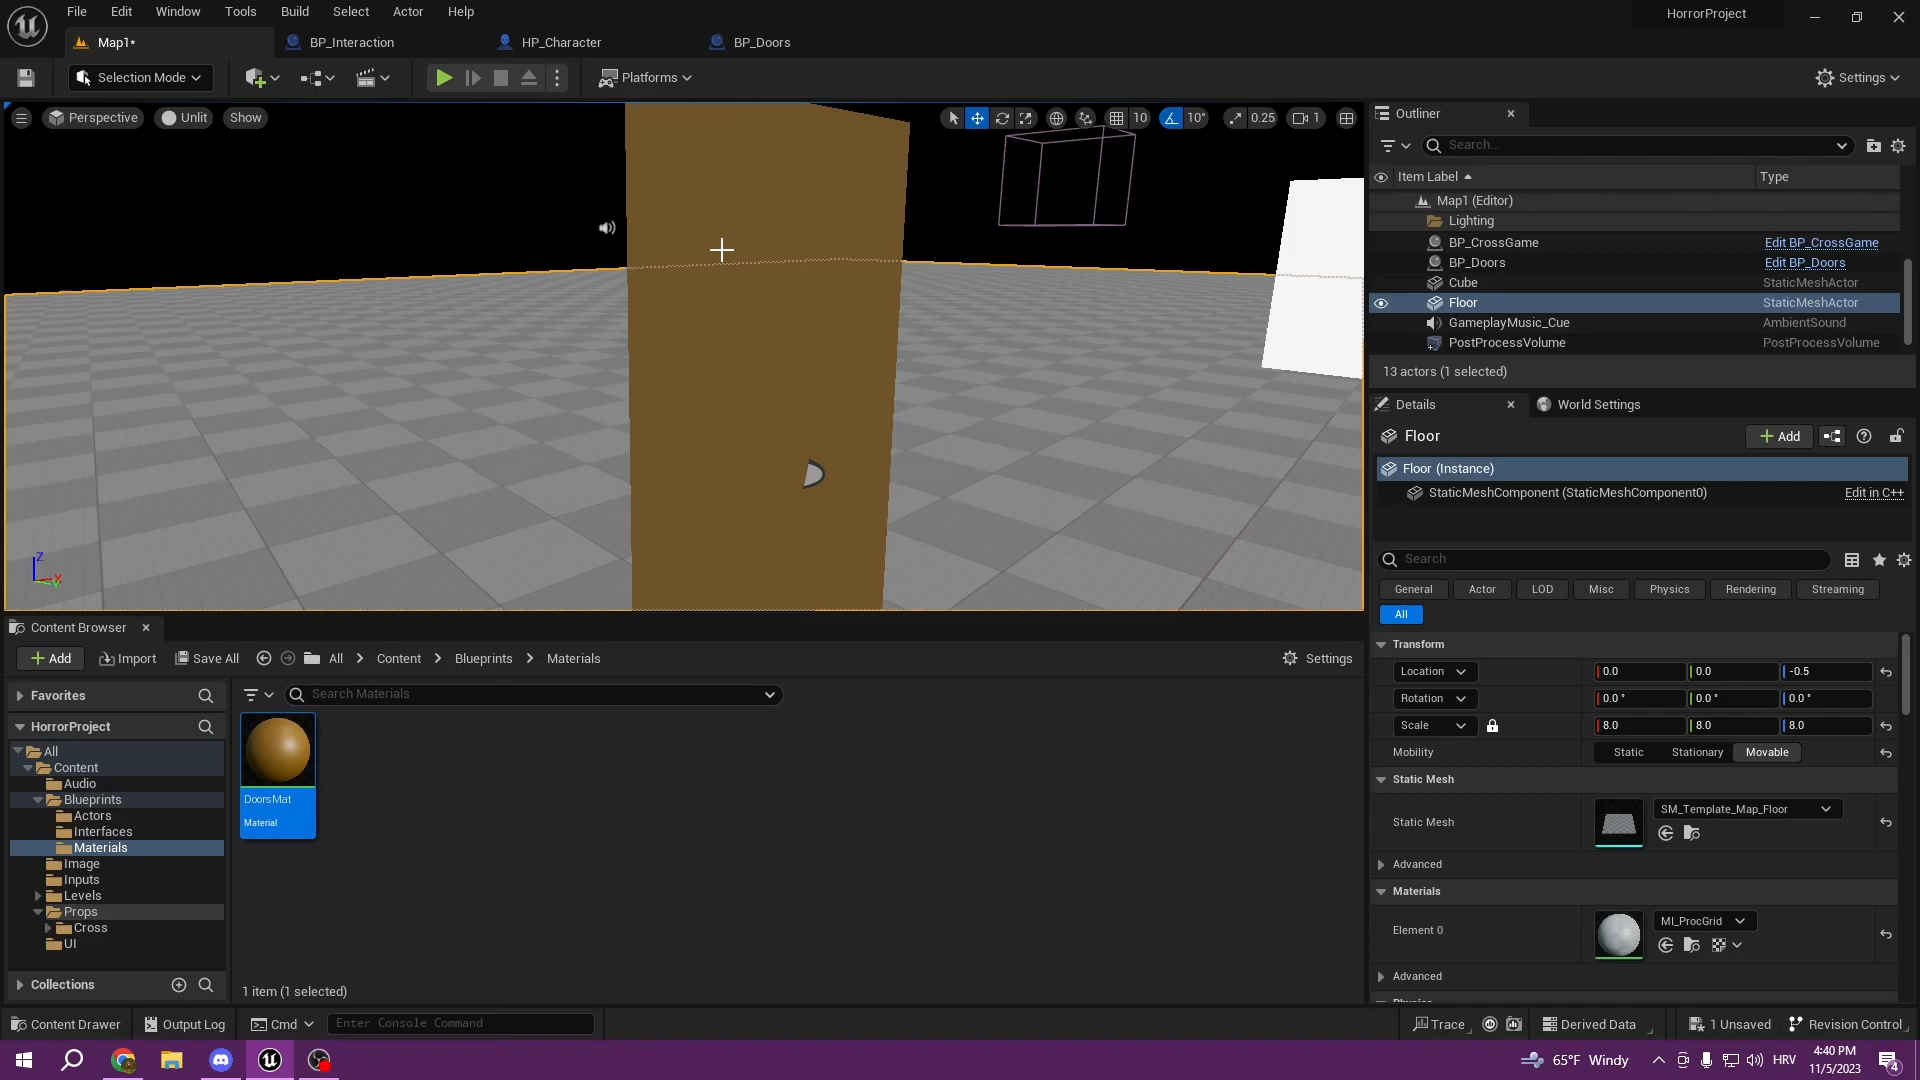 File Edit Window Tools Build Select Actor Help
HorrorProject
Map1* BP_Interaction HP_Character BP_Doors
Selection Mode Platforms Settings
Perspective Unlit Show 10 10° 0.25 1
Outliner
Search...
Item Label Type
Map1 (Editor)
Lighting
BP_CrossGame Edit BP_CrossGame
BP_Doors Edit BP_Doors
Cube StaticMeshActor
Floor StaticMeshActor
GameplayMusic_Cue AmbientSound
PostProcessVolume PostProcessVolume
13 actors (1 selected)
Details World Settings
Floor Add
Floor (Instance)
StaticMeshComponent (StaticMeshComponent0) Edit in C++
Search
General Actor LOD Misc Physics Rendering Streaming
All
Transform
Location 0.0 0.0 -0.5
Rotation 0.0 ° 0.0 ° 0.0 °
Scale 8.0 8.0 8.0
Mobility Static Stationary Movable
Static Mesh
Static Mesh SM_Template_Map_Floor
Advanced
Materials
Element 0 MI_ProcGrid
Advanced
Physics
Z
X
Y
Content Browser
Add Import Save All All Content Blueprints Materials Settings
Favorites
Search Materials
HorrorProject
All
Content
Audio
Blueprints
Actors
Interfaces
Materials
Image
Inputs
Levels
Props
Cross
UI
Collections
DoorsMat
Material
1 item (1 selected)
Content Drawer Output Log Cmd Enter Console Command Trace Derived Data 1 Unsaved Revision Control
65°F Windy HRV 4:40 PM
11/5/2023
4